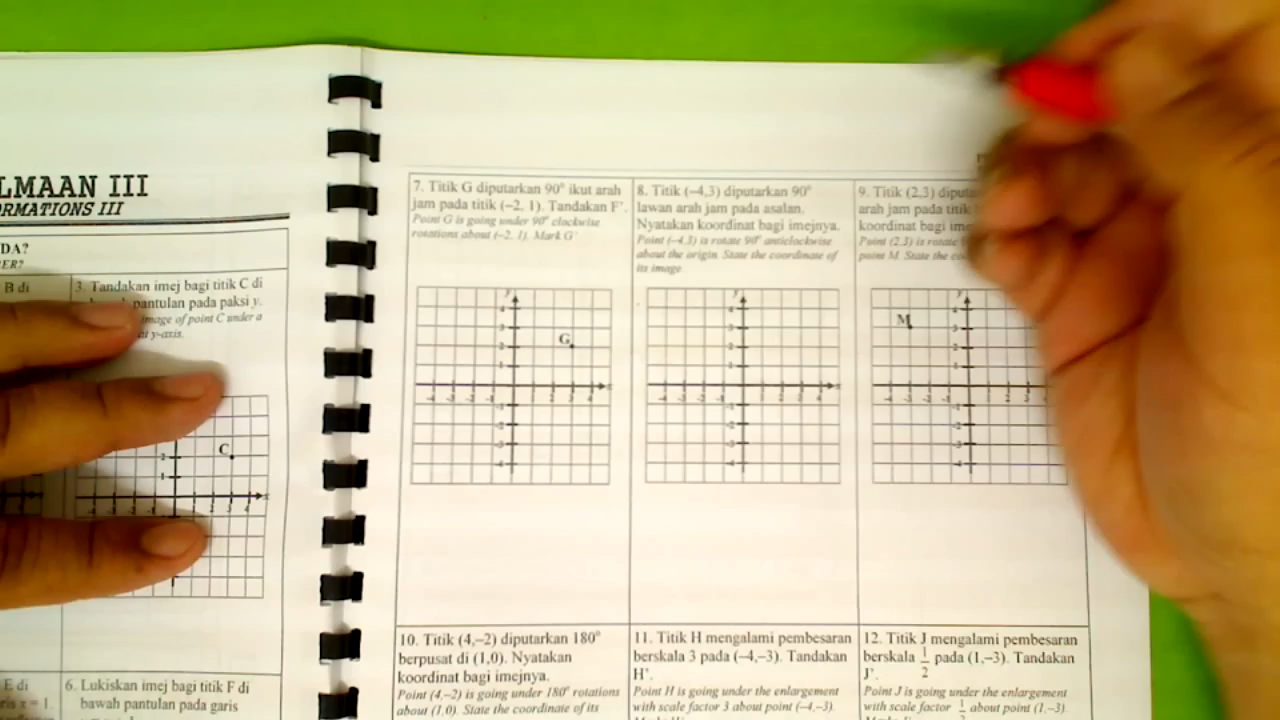 LMAAN III
ORMATIONS III
DA?
ER?
B di
3. Tandakan imej bagi titik C di
pantulan pada paksi y.
image of point C under a
at y-axis.
C
E di
ris x = 1.
6. Lukiskan imej bagi titik F di
bawah pantulan pada garis
7. Titik G diputarkan 90° ikut arah
jam pada titik (–2, 1). Tandakan F'.
Point G is going under 90° clockwise
rotations about (–2, 1). Mark G'
G
8. Titik (–4,3) diputarkan 90°
lawan arah jam pada asalan.
Nyatakan koordinat bagi imejnya.
Point (–4,3) is rotate 90° anticlockwise
about the origin. State the coordinate of
its image.
9. Titik (2,3) diputa
arah jam pada titik
koordinat bagi ime
Point (2,3) is rotate
point M. State the co
M
10. Titik (4,–2) diputarkan 180°
berpusat di (1,0). Nyatakan
koordinat bagi imejnya.
Point (4,–2) is going under 180° rotations
about (1,0). State the coordinate of its
11. Titik H mengalami pembesaran
berskala 3 pada (–4,–3). Tandakan
H'.
Point H is going under the enlargement
with scale factor 3 about point (–4,–3).
12. Titik J mengalami pembesaran
berskala 1/2 pada (1,–3). Tandakan
J'.
Point J is going under the enlargement
with scale factor 1/2 about point (1,–3).